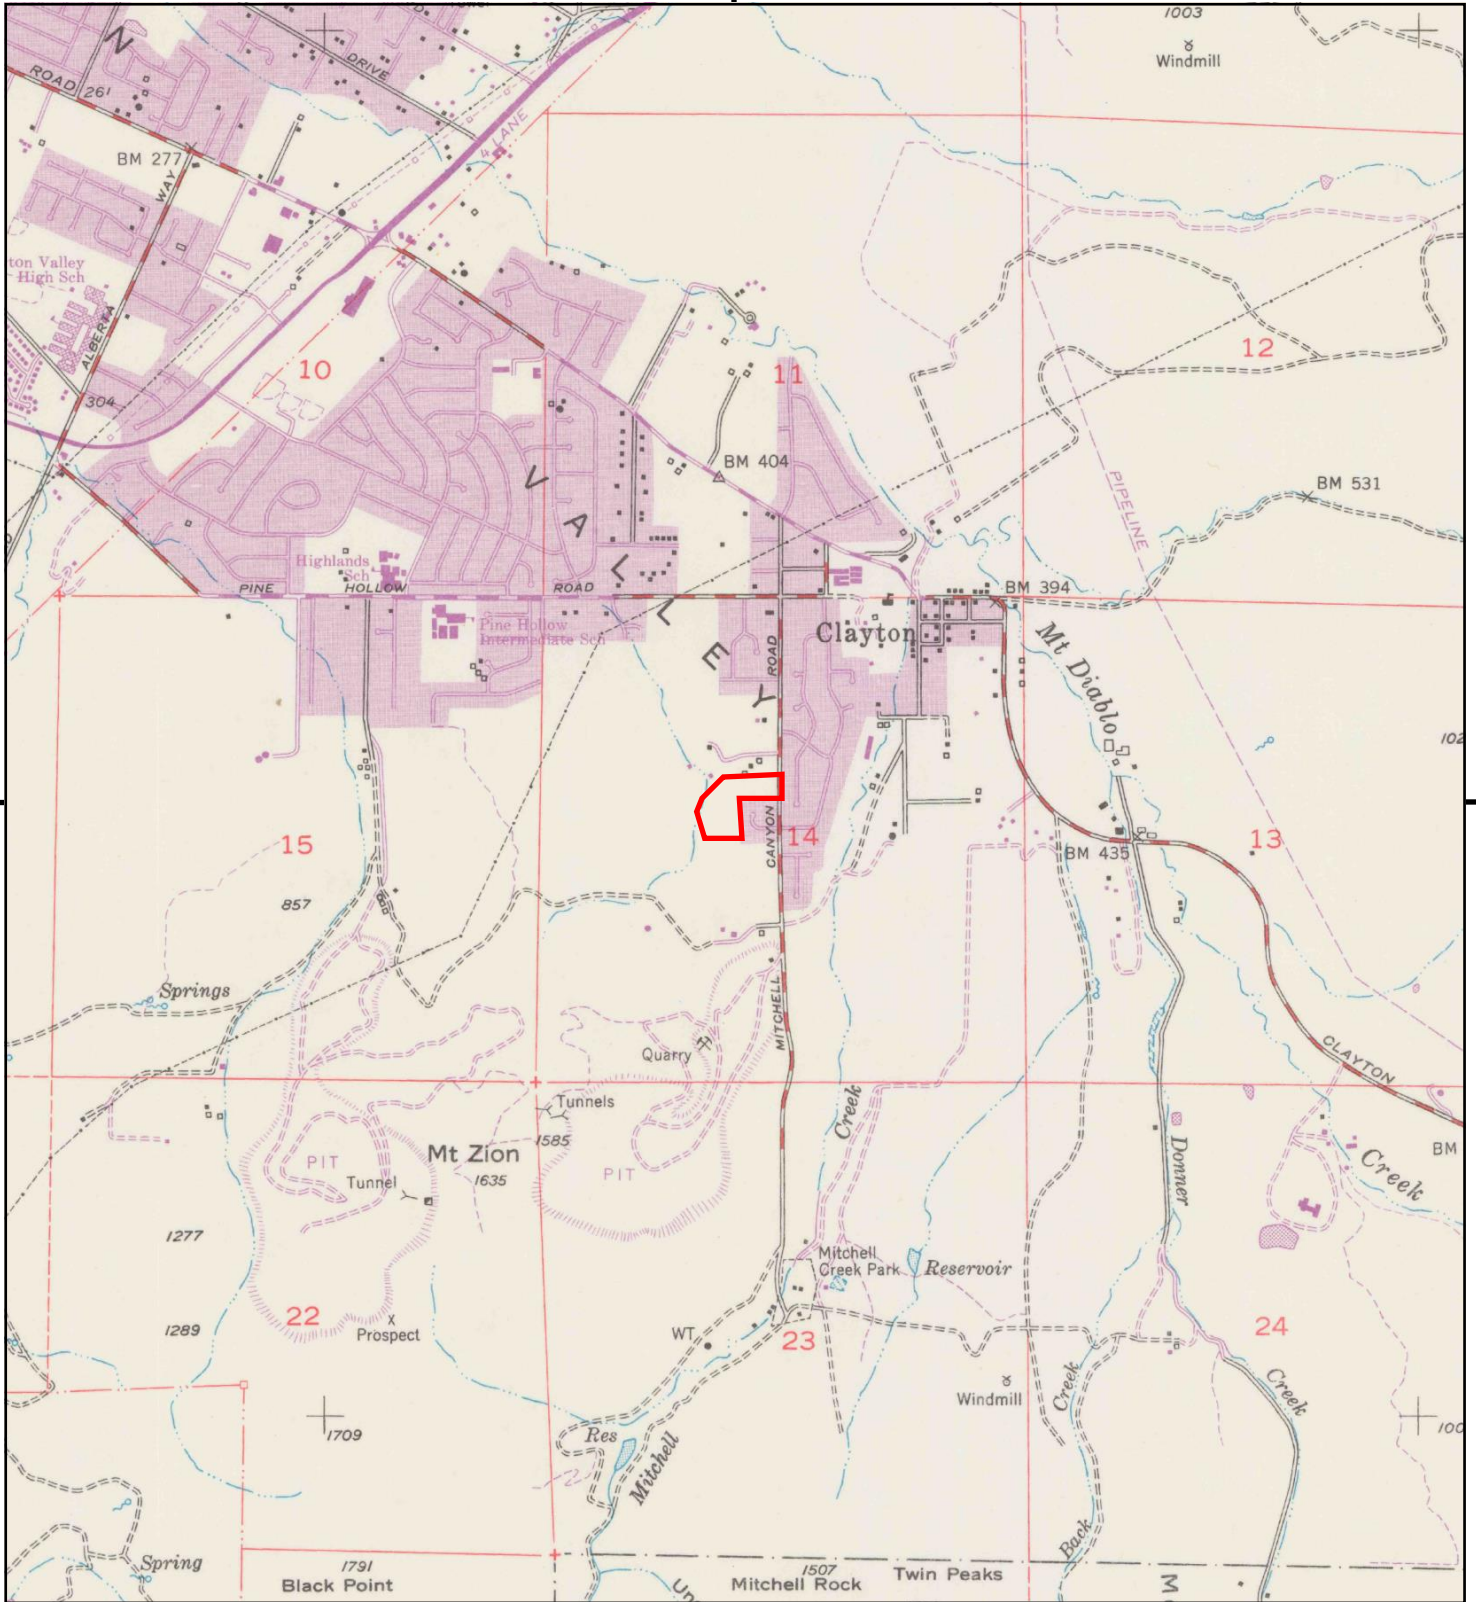 1003
Windmill
N
DRIVE
ROAD
261
LANE
BM 277
WAY
ton Valley
High Sch
ALBERTA
304
10
11
12
BM 404
BM 531
PIPELINE
V
A
L
L
E
Y
Highlands
Sch
PINE
HOLLOW
ROAD
Pine Hollow
Intermediate Sch
ROAD
Clayton
BM 394
Mt Diablo
102
15
857
CANYON
14
BM 435
13
Springs
MITCHELL
Quarry
CLAYTON
Tunnels
1585
Creek
Mt Zion
1635
PIT
Tunnel
PIT
BM
Creek
Donner
1277
Mitchell
Creek Park
Reservoir
22
1289
X
Prospect
WT
23
24
Windmill
Creek
Creek
1709
Res
Mitchell
100
Back
Spring
1791
Black Point
1507
Mitchell Rock
Twin Peaks
Un
M